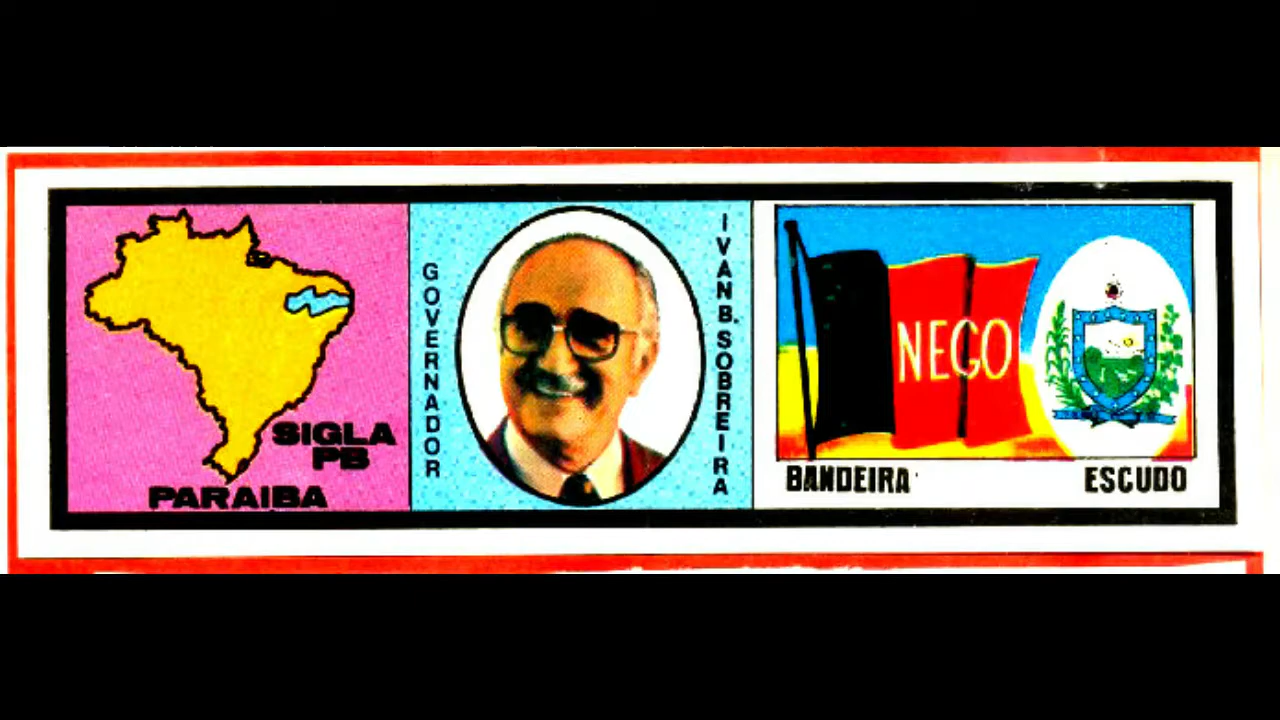 SIGLA
PB
PARAIBA
GOVERNADOR
IVAN B. SOBREIRA
NEGO
BANDEIRA
ESCUDO